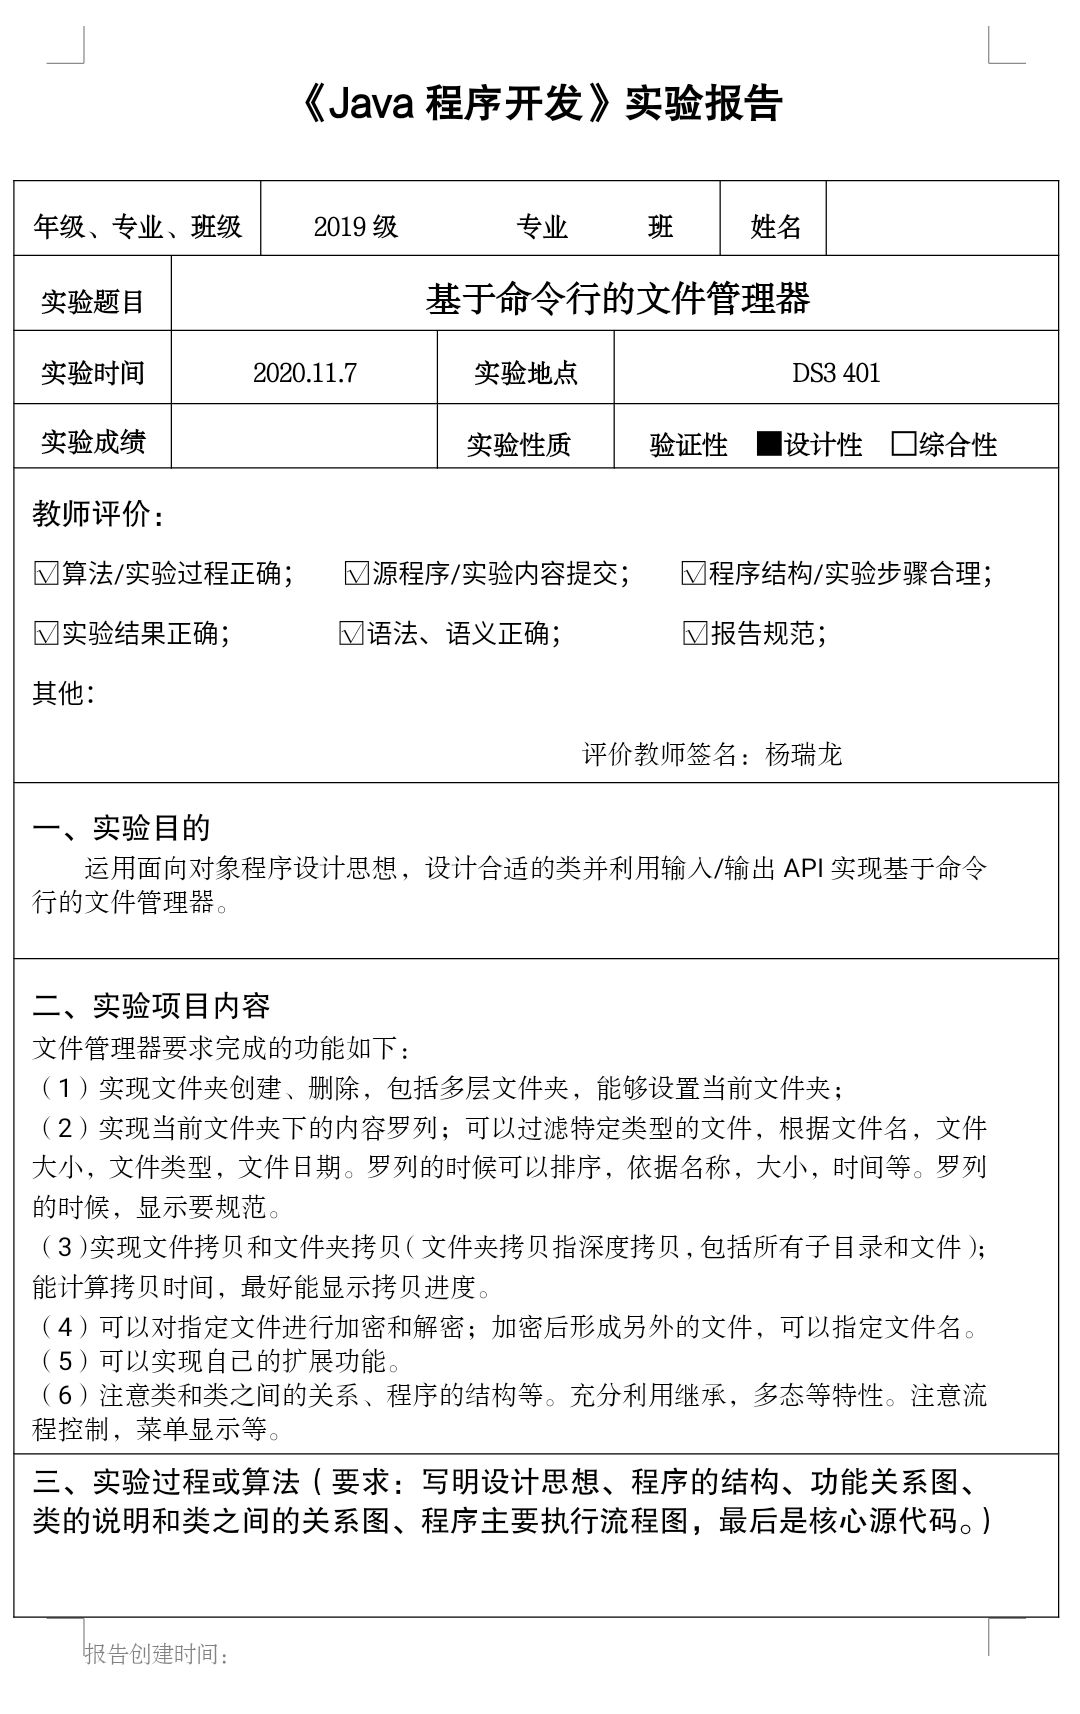 《Java 程序开发》实验报告
年级、专业、班级 2019 级 专业 班 姓名
实验题目 基于命令行的文件管理器
实验时间 2020.11.7 实验地点 DS3 401
实验成绩 实验性质 验证性 ■设计性 □综合性
教师评价：
☑算法/实验过程正确； ☑源程序/实验内容提交； ☑程序结构/实验步骤合理；
☑实验结果正确； ☑语法、语义正确； ☑报告规范；
其他：
评价教师签名：杨瑞龙
一、实验目的
运用面向对象程序设计思想，设计合适的类并利用输入/输出 API 实现基于命令
行的文件管理器。
二、实验项目内容
文件管理器要求完成的功能如下：
（1）实现文件夹创建、删除，包括多层文件夹，能够设置当前文件夹；
（2）实现当前文件夹下的内容罗列；可以过滤特定类型的文件，根据文件名，文件
大小，文件类型，文件日期。罗列的时候可以排序，依据名称，大小，时间等。罗列
的时候，显示要规范。
（3）实现文件拷贝和文件夹拷贝（文件夹拷贝指深度拷贝，包括所有子目录和文件）；
能计算拷贝时间，最好能显示拷贝进度。
（4）可以对指定文件进行加密和解密；加密后形成另外的文件，可以指定文件名。
（5）可以实现自己的扩展功能。
（6）注意类和类之间的关系、程序的结构等。充分利用继承，多态等特性。注意流
程控制，菜单显示等。
三、实验过程或算法（要求：写明设计思想、程序的结构、功能关系图、
类的说明和类之间的关系图、程序主要执行流程图，最后是核心源代码。)
报告创建时间：